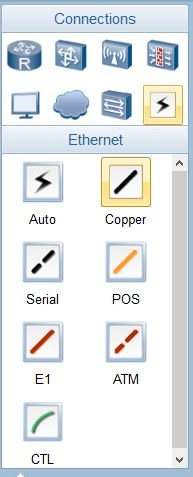 Connections
R
Ethernet
Auto Copper
Serial POS
E1 ATM
CTL